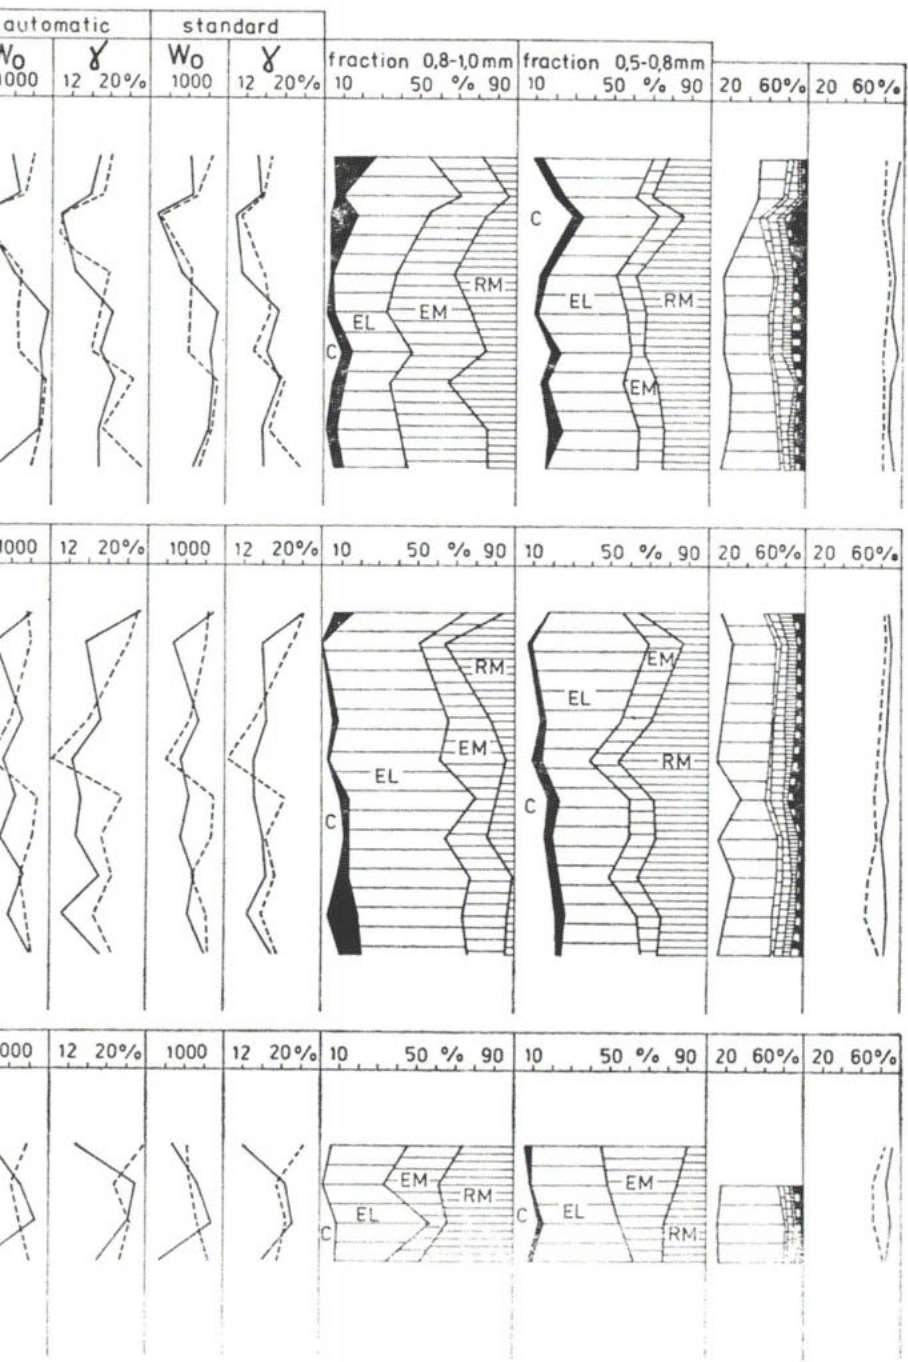 automatic standard
Wo γ Wo γ fraction 0,8-1,0mm fraction 0,5-0,8mm
1000 12 20% 1000 12 20% 10 50 % 90 10 50 % 90 20 60% 20 60%
RM
C EL RM
EL EM
C
EM
1000 12 20% 1000 12 20% 10 50 % 90 10 50 % 90 20 60% 20 60%
RM EM
EL
EM RM
EL
C C
000 12 20% 1000 12 20% 10 50 % 90 10 50 % 90 20 60% 20 60%
EM EM
RM
EL C EL
C RM